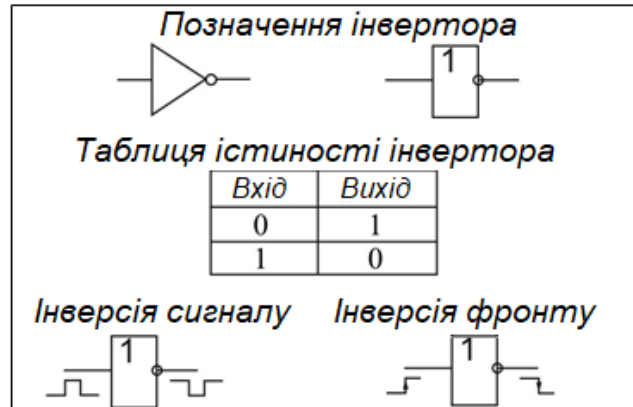 Позначення інвертора
1
Таблиця істиності інвертора
Вхід Вихід
0 1
1 0
Інверсія сигналу Інверсія фронту
1 1